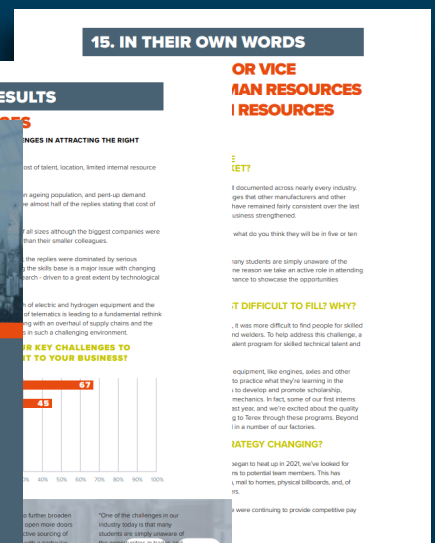 15. IN THEIR OWN WORDS
OR VICE
MAN RESOURCES
RESOURCES
KET?
l documented across nearly every industry.
ges that other manufacturers and other
have remained fairly consistent over the last
usiness strengthened.
what do you think they will be in five or ten
many students are simply unaware of the
ne reason we take an active role in attending
hance to showcase the opportunities
ST DIFFICULT TO FILL? WHY?
, it was more difficult to find people for skilled
nd welders. To help address this challenge, a
alent program for skilled technical talent and
equipment, like engines, axles and other
to practice what they're learning in the
s to develop and promote scholarship,
mechanics. In fact, some of our first interns
ast year, and we're excited about the quality
g to Terex through these programs. Beyond
l in a number of our factories.
RATEGY CHANGING?
began to heat up in 2021, we've looked for
ns to potential team members. This has
, mail to homes, physical billboards, and, of
ers.
were continuing to provide competitive pay
ESULTS
ES
ENGES IN ATTRACTING THE RIGHT
ost of talent, location, limited internal resource
n ageing population, and pent-up demand
e almost half of the replies stating that cost of
f all sizes although the biggest companies were
than their smaller colleagues.
, the replies were dominated by serious
g the skills base is a major issue with changing
earch - driven to a great extent by technological
h of electric and hydrogen equipment and the
of telematics is leading to a fundamental rethink
ng with an overhaul of supply chains and the
s in such a challenging environment.
UR KEY CHALLENGES TO
NT TO YOUR BUSINESS?
67
45
40% 50% 60% 70% 80% 90% 100%
o further broaden
open more doors
ctive sourcing of
"One of the challenges in our
industry today is that many
students are simply unaware of